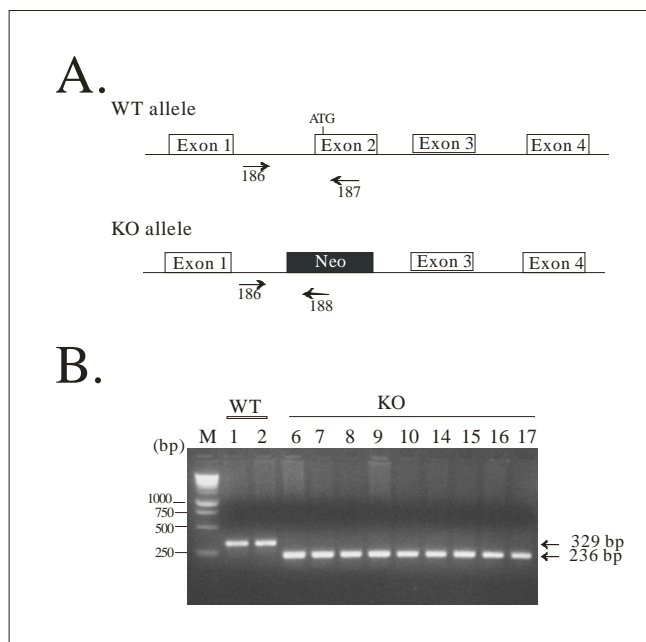 A.
WT allele
ATG
Exon 1 Exon 2 Exon 3 Exon 4
186 187
KO allele
Exon 1 Neo Exon 3 Exon 4
186 188
B.
WT KO
(bp) M 1 2 6 7 8 9 10 14 15 16 17
1000
750
500
329 bp
250
236 bp